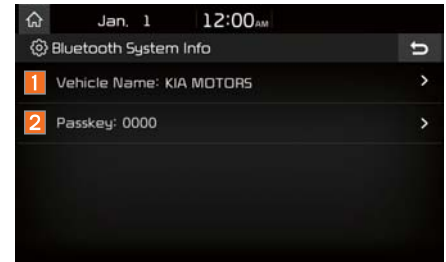 Jan. 1 12:00AM
Bluetooth System Info
1 Vehicle Name: KIA MOTORS
2 Passkey: 0000